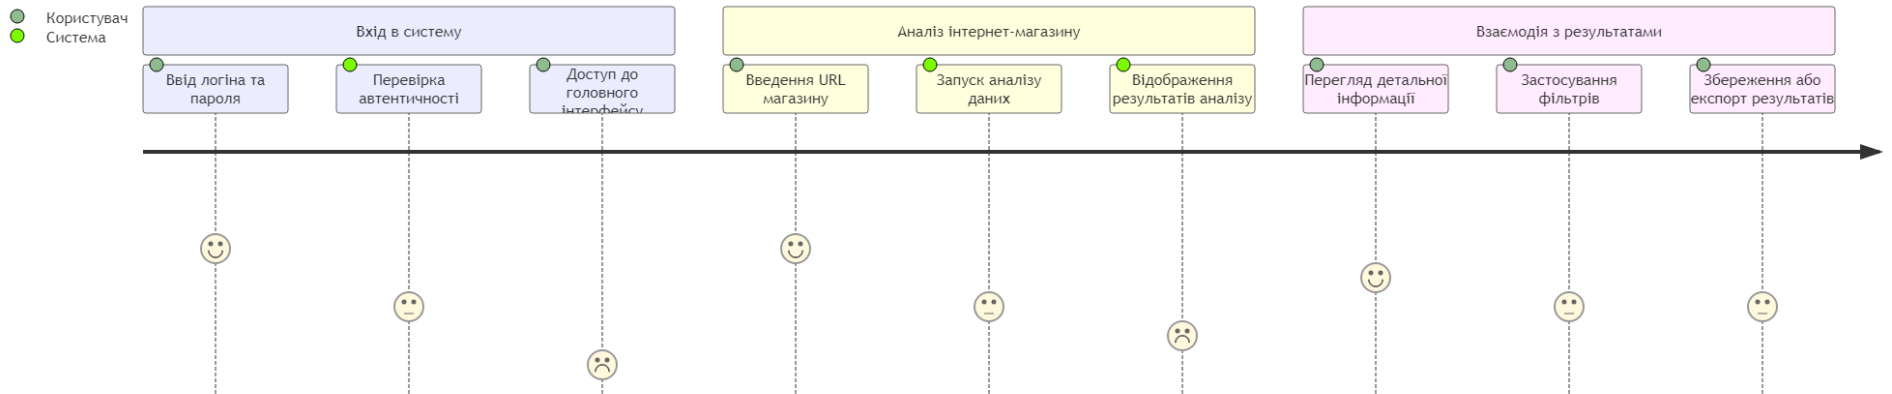 Користувач
Система
Вхід в систему
Ввід логіна та
пароля
Перевірка
автентичності
Доступ до
головного
інтерфейсу
Аналіз інтернет-магазину
Введення URL
магазину
Запуск аналізу
даних
Відображення
результатів аналізу
Взаємодія з результатами
Перегляд детальної
інформації
Застосування
фільтрів
Збереження або
експорт результатів